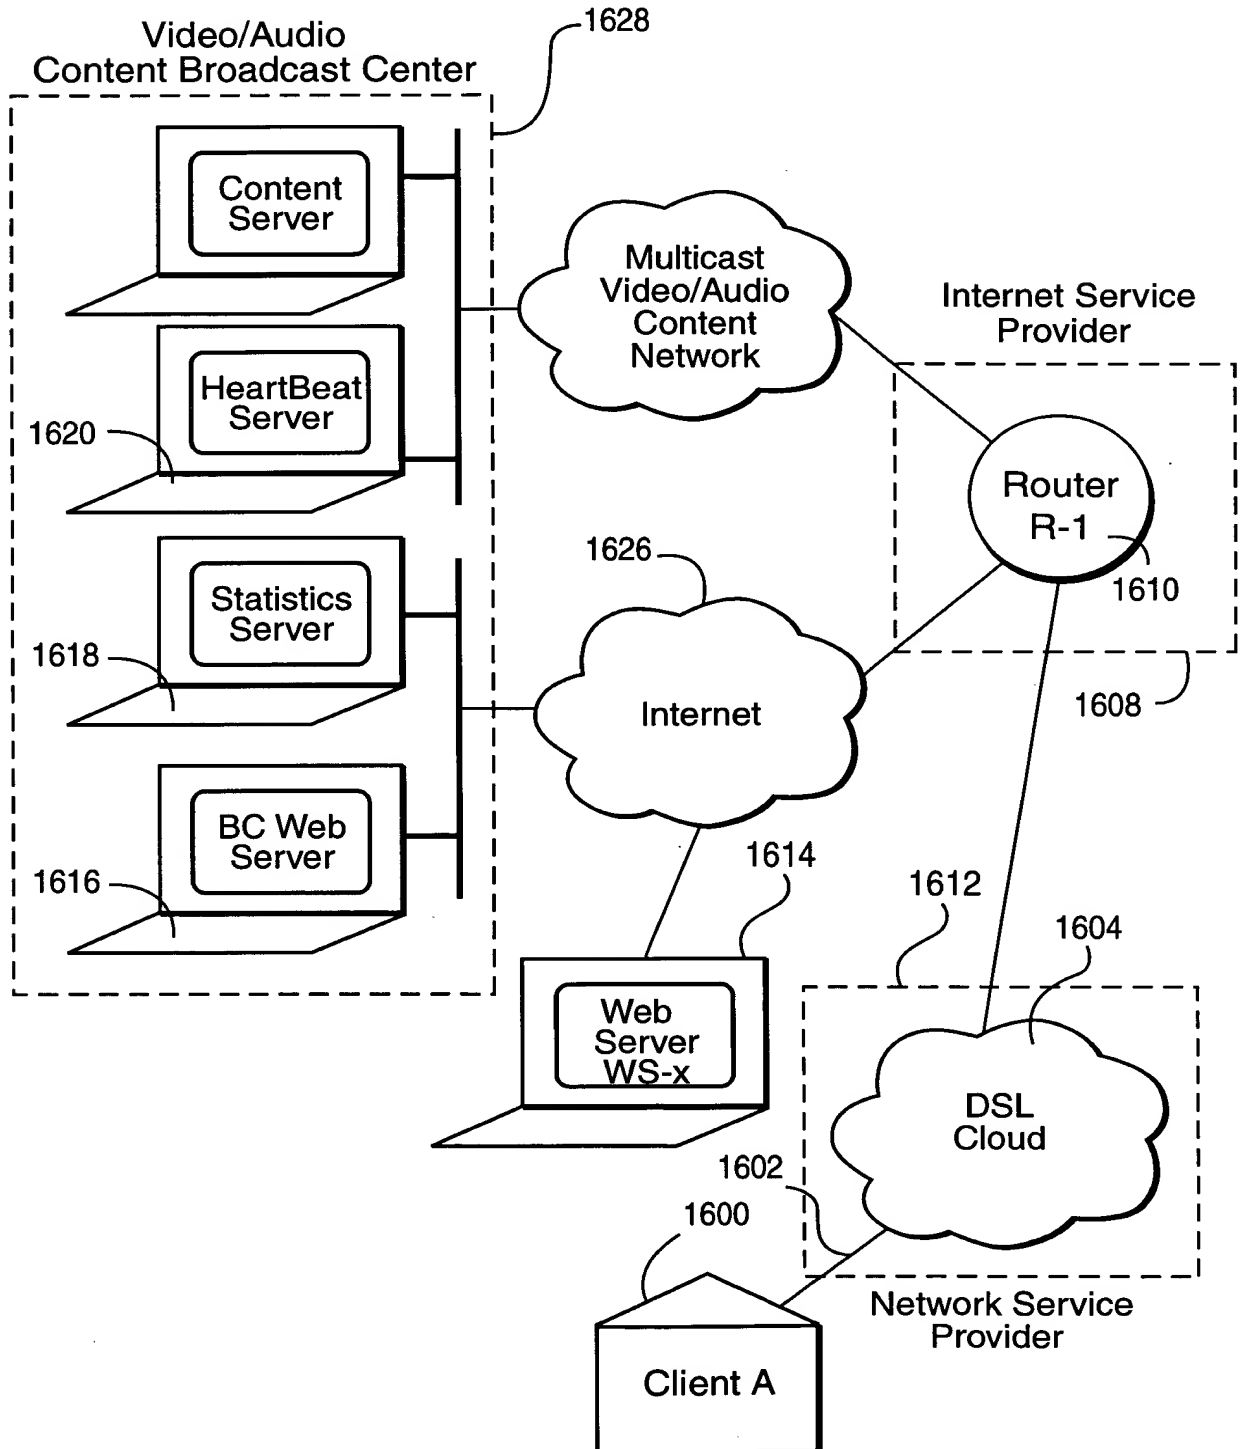 1628
Video/Audio
Content Broadcast Center
Content
Server
Multicast
Video/Audio
Content
Network
Internet Service
Provider
HeartBeat
Server
1620
Router
R-1
1610
1626
Statistics
Server
1618
Internet
1608
BC Web
Server
1616
1614
1612
1604
Web
Server
WS-x
DSL
Cloud
1602
1600
Network Service
Provider
Client A